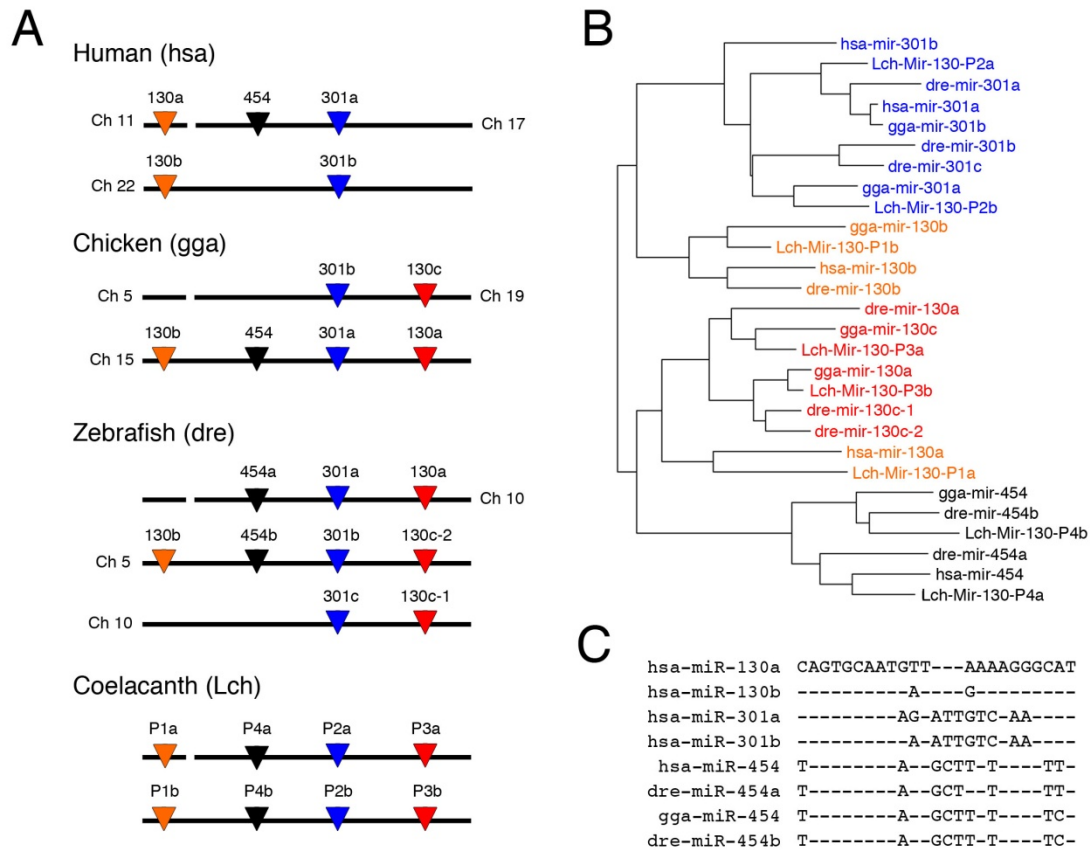 A
Human (hsa)
130a 454 301a
Ch 11 Ch 17
130b 301b
Ch 22
Chicken (gga)
301b 130c
Ch 5 Ch 19
130b 454 301a 130a
Ch 15
Zebrafish (dre)
454a 301a 130a
Ch 10
130b 454b 301b 130c-2
Ch 5
301c 130c-1
Ch 10
Coelacanth (Lch)
P1a P4a P2a P3a
P1b P4b P2b P3b
B
hsa-mir-301b
Lch-Mir-130-P2a
dre-mir-301a
hsa-mir-301a
gga-mir-301b
dre-mir-301b
dre-mir-301c
gga-mir-301a
Lch-Mir-130-P2b
gga-mir-130b
Lch-Mir-130-P1b
hsa-mir-130b
dre-mir-130b
dre-mir-130a
gga-mir-130c
Lch-Mir-130-P3a
gga-mir-130a
Lch-Mir-130-P3b
dre-mir-130c-1
dre-mir-130c-2
hsa-mir-130a
Lch-Mir-130-P1a
gga-mir-454
dre-mir-454b
Lch-Mir-130-P4b
dre-mir-454a
hsa-mir-454
Lch-Mir-130-P4a
C
hsa-miR-130a CAGTGCAATGTT---AAAAGGGCAT
hsa-miR-130b ----------A----G---------
hsa-miR-301a ---------AG-ATTGTC-AA----
hsa-miR-301b ----------A-ATTGTC-AA----
hsa-miR-454 T--------A--GCTT-T----TT-
dre-miR-454a T--------A--GCT--T----TT-
gga-miR-454 T--------A--GCTT-T----TC-
dre-miR-454b T--------A--GCTT-T----TC-